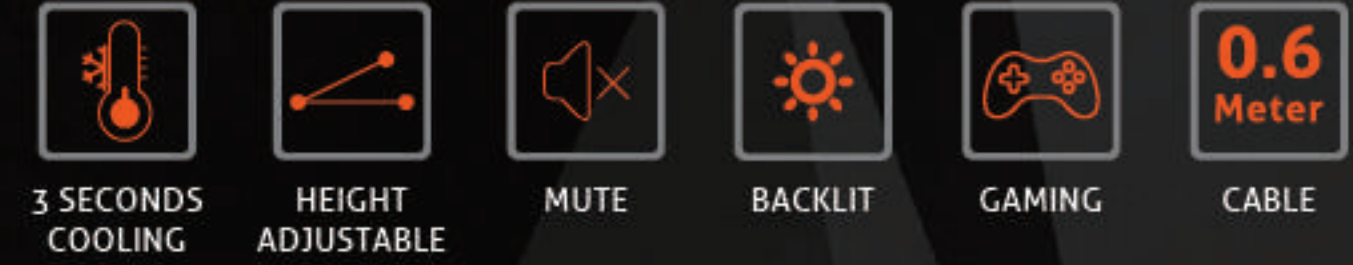 0.6
Meter
3 SECONDS
COOLING
HEIGHT
ADJUSTABLE
MUTE
BACKLIT
GAMING
CABLE